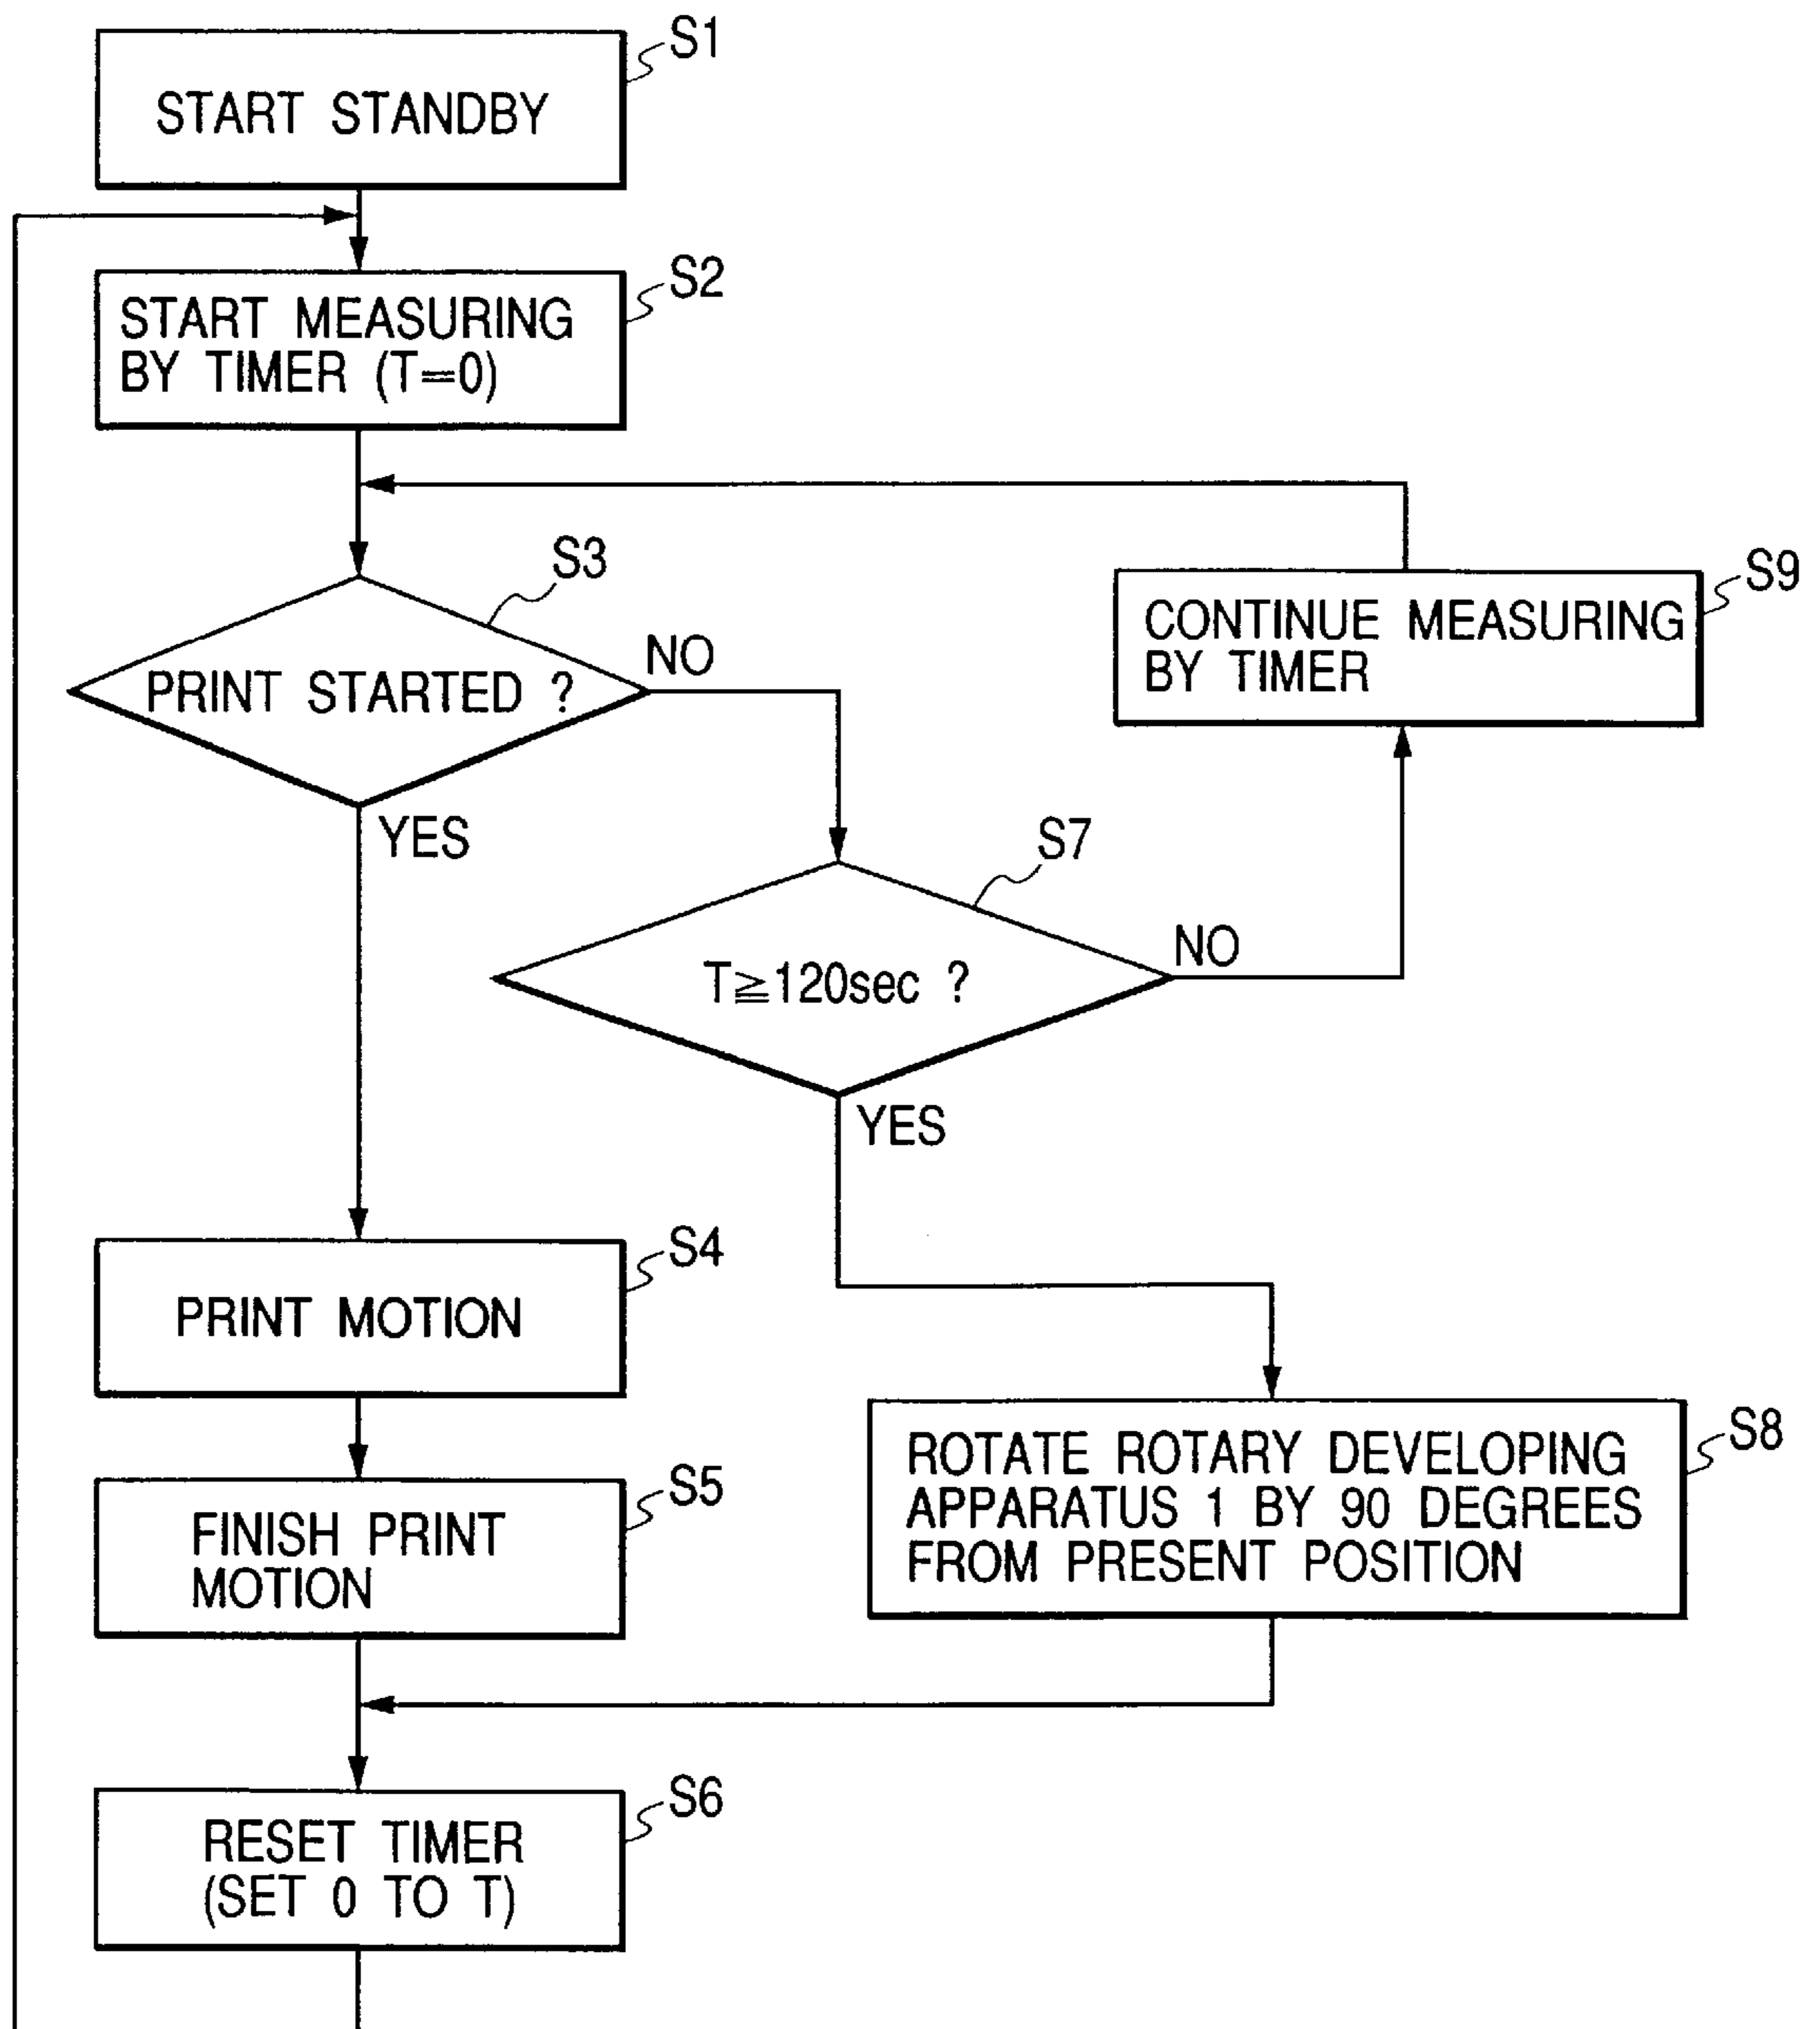 S1
START STANDBY
S2
START MEASURING
BY TIMER (T=0)
S3
PRINT STARTED ?
NO
YES
S9
CONTINUE MEASURING
BY TIMER
S7
T≧120sec ?
NO
YES
S4
PRINT MOTION
S8
ROTATE ROTARY DEVELOPING
APPARATUS 1 BY 90 DEGREES
FROM PRESENT POSITION
S5
FINISH PRINT
MOTION
S6
RESET TIMER
(SET 0 TO T)